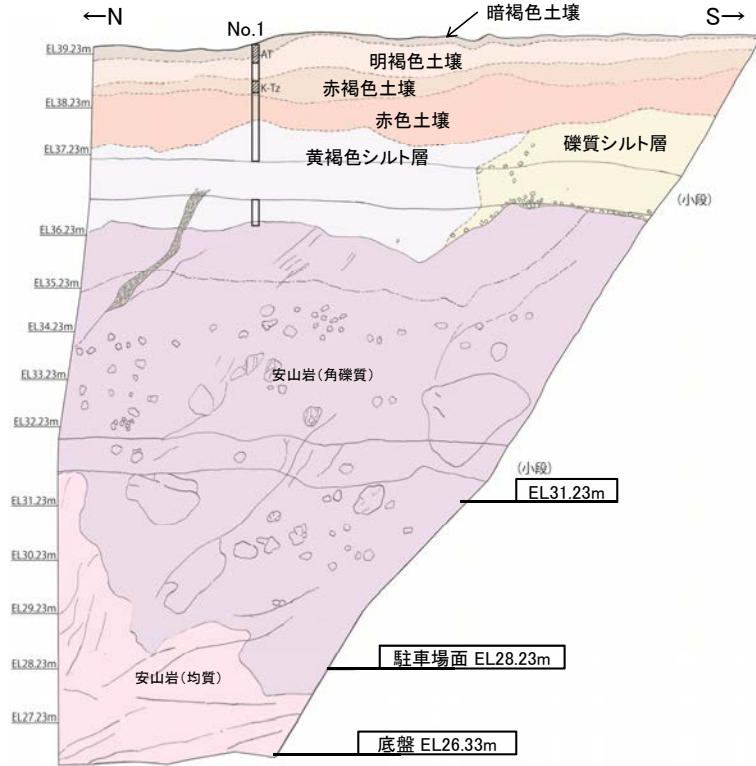 ←N
S→
暗褐色土壌
No.1
EL39.23m
AT
明褐色土壌
K-Tz
赤褐色土壌
EL38.23m
赤色土壌
EL37.23m
黄褐色シルト層
礫質シルト層
(小段)
EL36.23m
EL35.23m
EL34.23m
EL33.23m
安山岩(角礫質)
EL32.23m
(小段)
EL31.23m
EL31.23m
EL30.23m
EL29.23m
駐車場面 EL28.23m
EL28.23m
安山岩(均質)
EL27.23m
底盤 EL26.33m